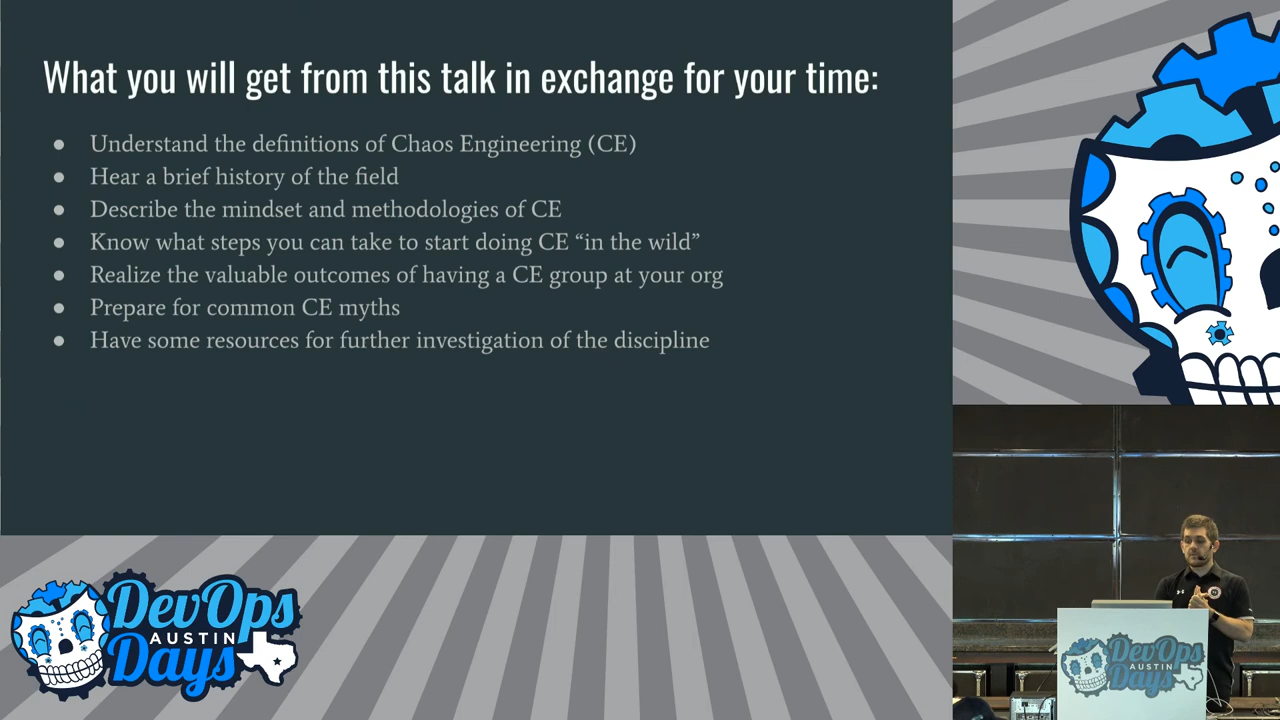 What you will get from this talk in exchange for your time:
● Understand the definitions of Chaos Engineering (CE)
● Hear a brief history of the field
● Describe the mindset and methodologies of CE
● Know what steps you can take to start doing CE “in the wild”
● Realize the valuable outcomes of having a CE group at your org
● Prepare for common CE myths
● Have some resources for further investigation of the discipline
DevOps
AUSTIN
Days
DevOps
AUSTIN
Days